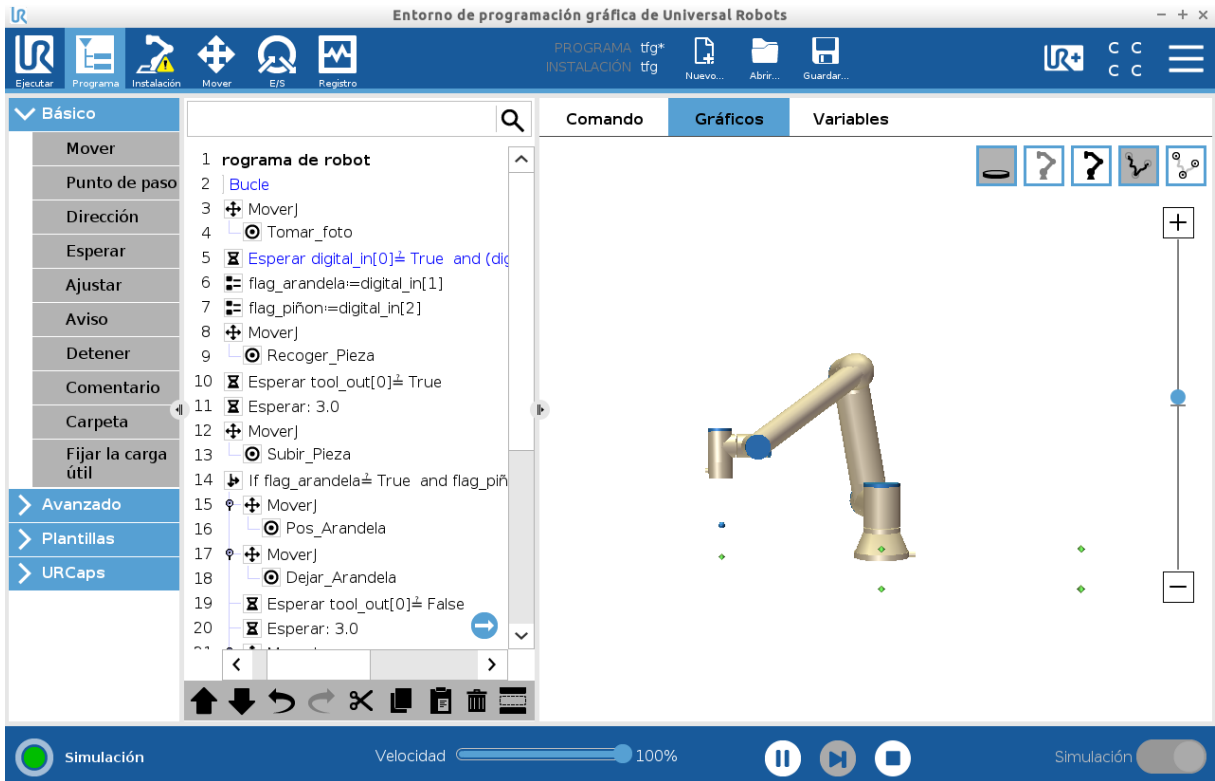 UR
Entorno de programación gráfica de Universal Robots
UR
Ejecutar
Programa
Instalación
Mover
E/S
Registro
PROGRAMA tfg*
INSTALACIÓN tfg
Nuevo...
Abrir...
Guardar...
UR+
C C
C C
Básico
Mover
Punto de paso
Dirección
Esperar
Ajustar
Aviso
Detener
Comentario
Carpeta
Fijar la carga
útil
Avanzado
Plantillas
URCaps
1 rograma de robot
2 Bucle
3 MoverJ
4 Tomar_foto
5 Esperar digital_in[0]≟ True and (dig
6 flag_arandela≔digital_in[1]
7 flag_piñon≔digital_in[2]
8 MoverJ
9 Recoger_Pieza
10 Esperar tool_out[0]≟ True
11 Esperar: 3.0
12 MoverJ
13 Subir_Pieza
14 If flag_arandela≟ True and flag_piñ
15 MoverJ
16 Pos_Arandela
17 MoverJ
18 Dejar_Arandela
19 Esperar tool_out[0]≟ False
20 Esperar: 3.0
Comando
Gráficos
Variables
Simulación
Velocidad
100%
Simulación